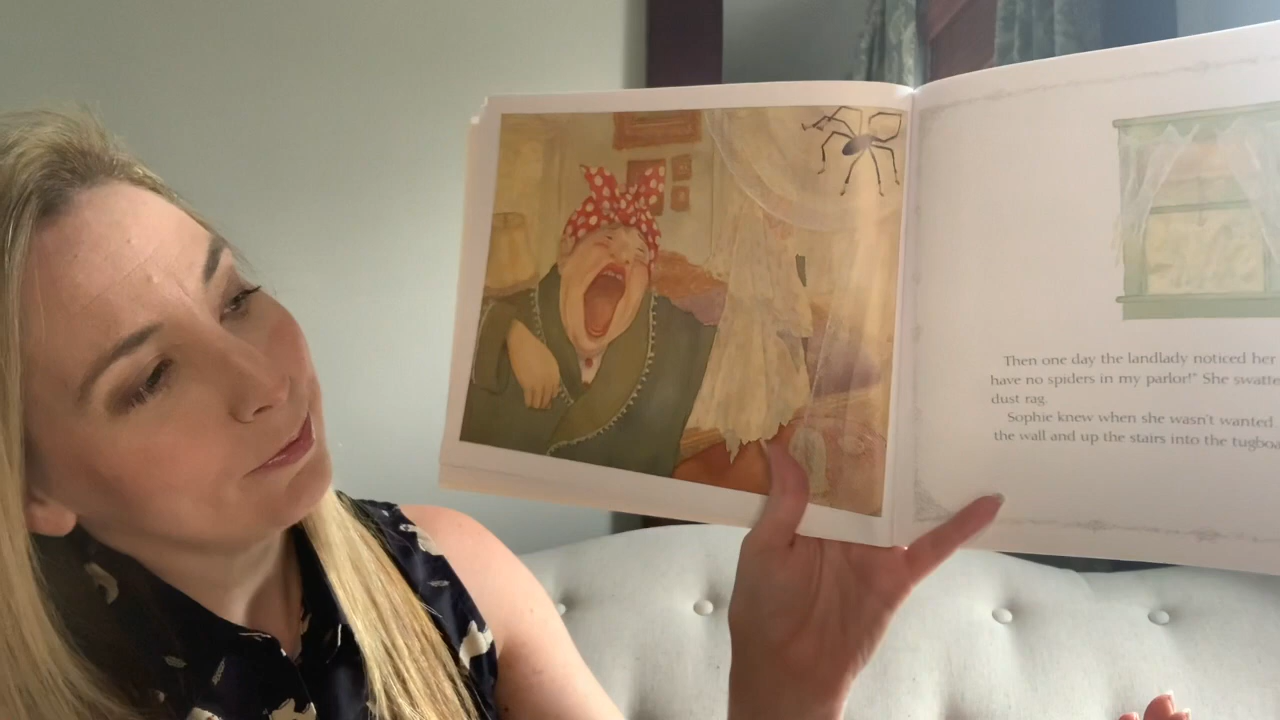 Then one day the landlady noticed her
have no spiders in my parlor!" She swatte
dust rag.
Sophie knew when she wasn't wanted
the wall and up the stairs into the tugboa